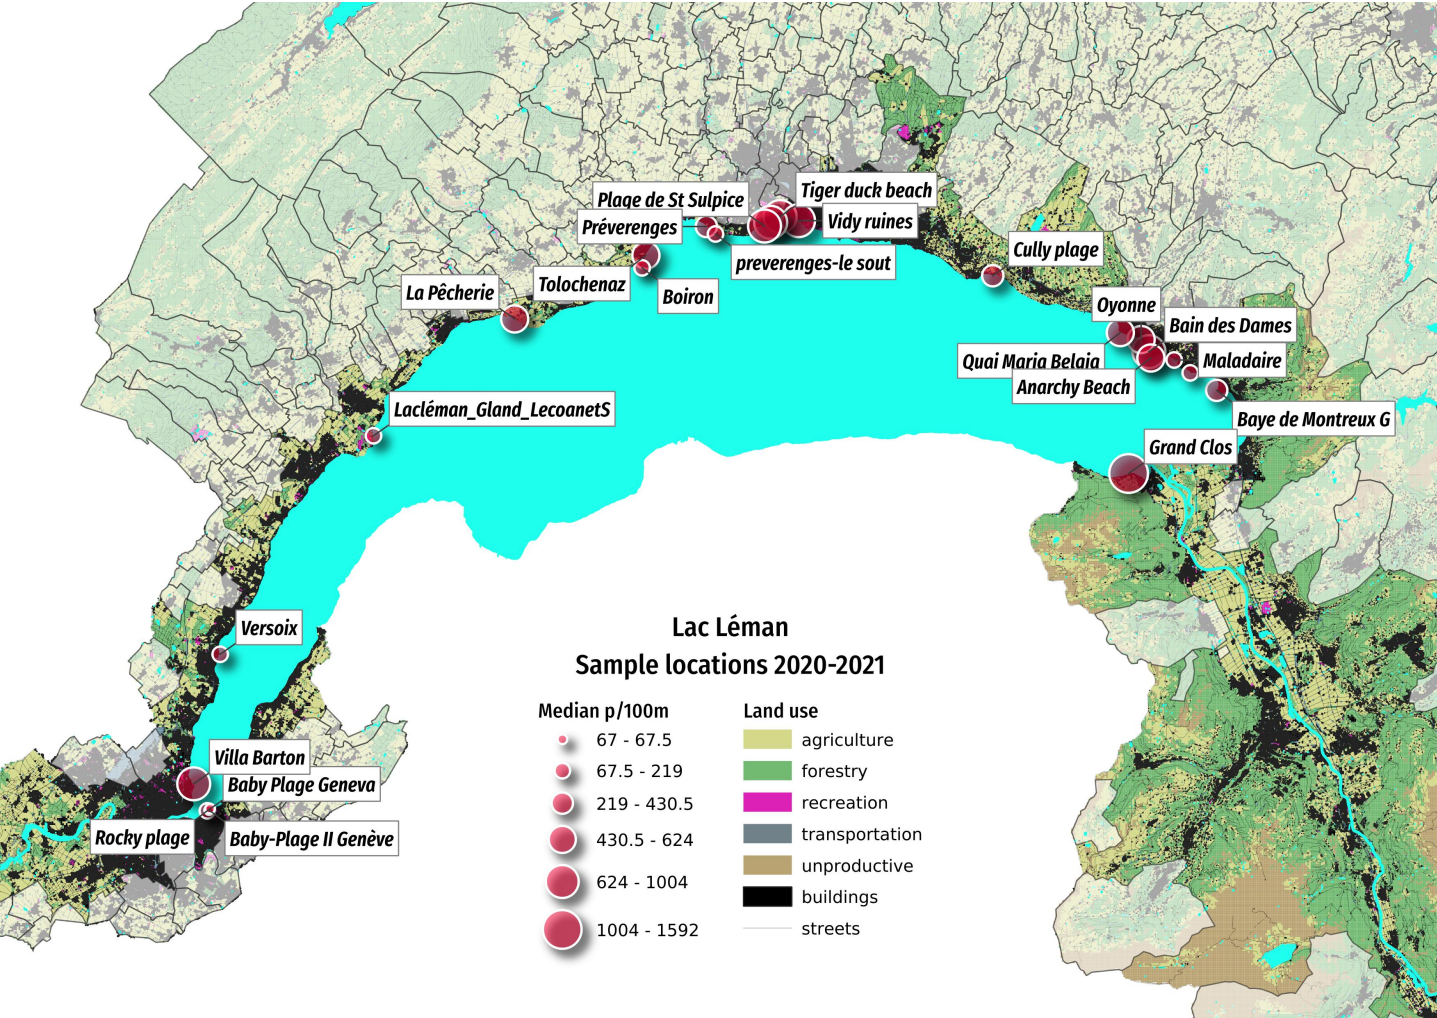 Tiger duck beach
Plage de St Sulpice
Préverenges
Vidy ruines
preverenges-le sout
Cully plage
Tolochenaz
La Pêcherie
Boiron
Oyonne
Bain des Dames
Quai Maria Belgia
Maladaire
Anarchy Beach
Lacléman_Gland_LecoanetS
Baye de Montreux G
Grand Clos
Versoix
Villa Barton
Baby Plage Geneva
Rocky plage
Baby-Plage II Genève
Lac Léman
Sample locations 2020-2021
Median p/100m
67 - 67.5
67.5 - 219
219 - 430.5
430.5 - 624
624 - 1004
1004 - 1592
Land use
agriculture
forestry
recreation
transportation
unproductive
buildings
streets